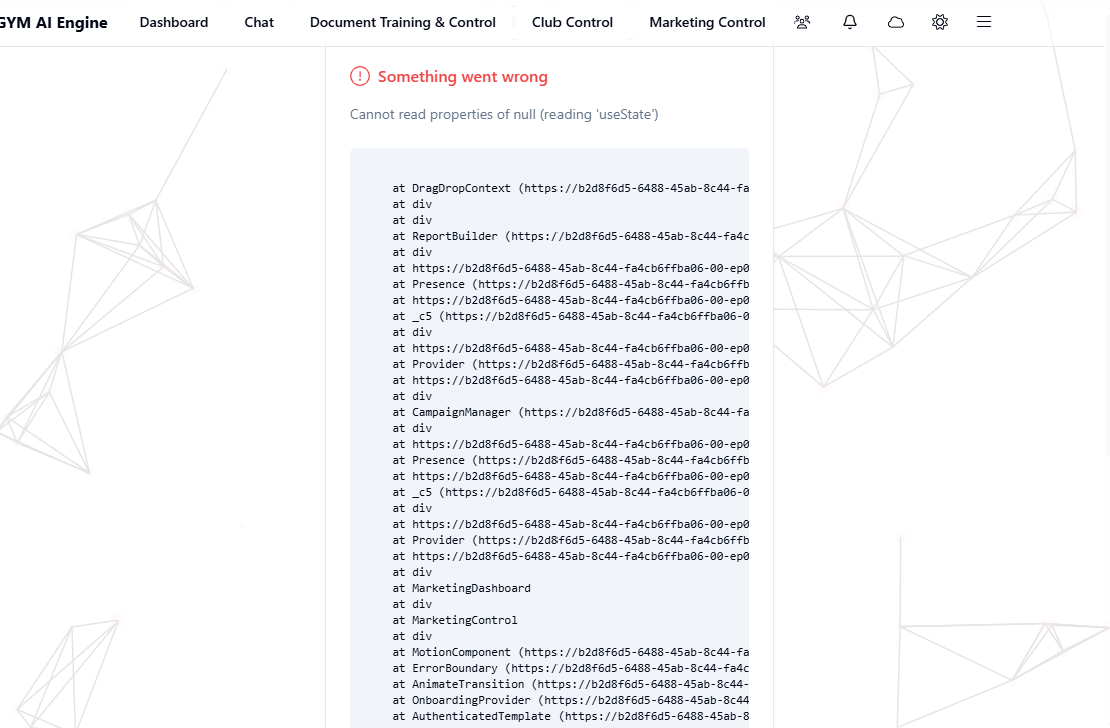 GYM AI Engine Dashboard Chat Document Training & Control Club Control Marketing Control
Something went wrong
Cannot read properties of null (reading 'useState')
at DragDropContext (https://b2d8f6d5-6488-45ab-8c44-fa
at div
at div
at ReportBuilder (https://b2d8f6d5-6488-45ab-8c44-fa4c
at div
at https://b2d8f6d5-6488-45ab-8c44-fa4cb6ffba06-00-ep0
at Presence (https://b2d8f6d5-6488-45ab-8c44-fa4cb6ffb
at https://b2d8f6d5-6488-45ab-8c44-fa4cb6ffba06-00-ep0
at _c5 (https://b2d8f6d5-6488-45ab-8c44-fa4cb6ffba06-0
at div
at https://b2d8f6d5-6488-45ab-8c44-fa4cb6ffba06-00-ep0
at Provider (https://b2d8f6d5-6488-45ab-8c44-fa4cb6ffb
at https://b2d8f6d5-6488-45ab-8c44-fa4cb6ffba06-00-ep0
at div
at CampaignManager (https://b2d8f6d5-6488-45ab-8c44-fa
at div
at https://b2d8f6d5-6488-45ab-8c44-fa4cb6ffba06-00-ep0
at Presence (https://b2d8f6d5-6488-45ab-8c44-fa4cb6ffb
at https://b2d8f6d5-6488-45ab-8c44-fa4cb6ffba06-00-ep0
at _c5 (https://b2d8f6d5-6488-45ab-8c44-fa4cb6ffba06-0
at div
at https://b2d8f6d5-6488-45ab-8c44-fa4cb6ffba06-00-ep0
at Provider (https://b2d8f6d5-6488-45ab-8c44-fa4cb6ffb
at https://b2d8f6d5-6488-45ab-8c44-fa4cb6ffba06-00-ep0
at div
at MarketingDashboard
at div
at MarketingControl
at div
at MotionComponent (https://b2d8f6d5-6488-45ab-8c44-fa
at ErrorBoundary (https://b2d8f6d5-6488-45ab-8c44-fa4c
at AnimateTransition (https://b2d8f6d5-6488-45ab-8c44-
at OnboardingProvider (https://b2d8f6d5-6488-45ab-8c44
at AuthenticatedTemplate (https://b2d8f6d5-6488-45ab-8